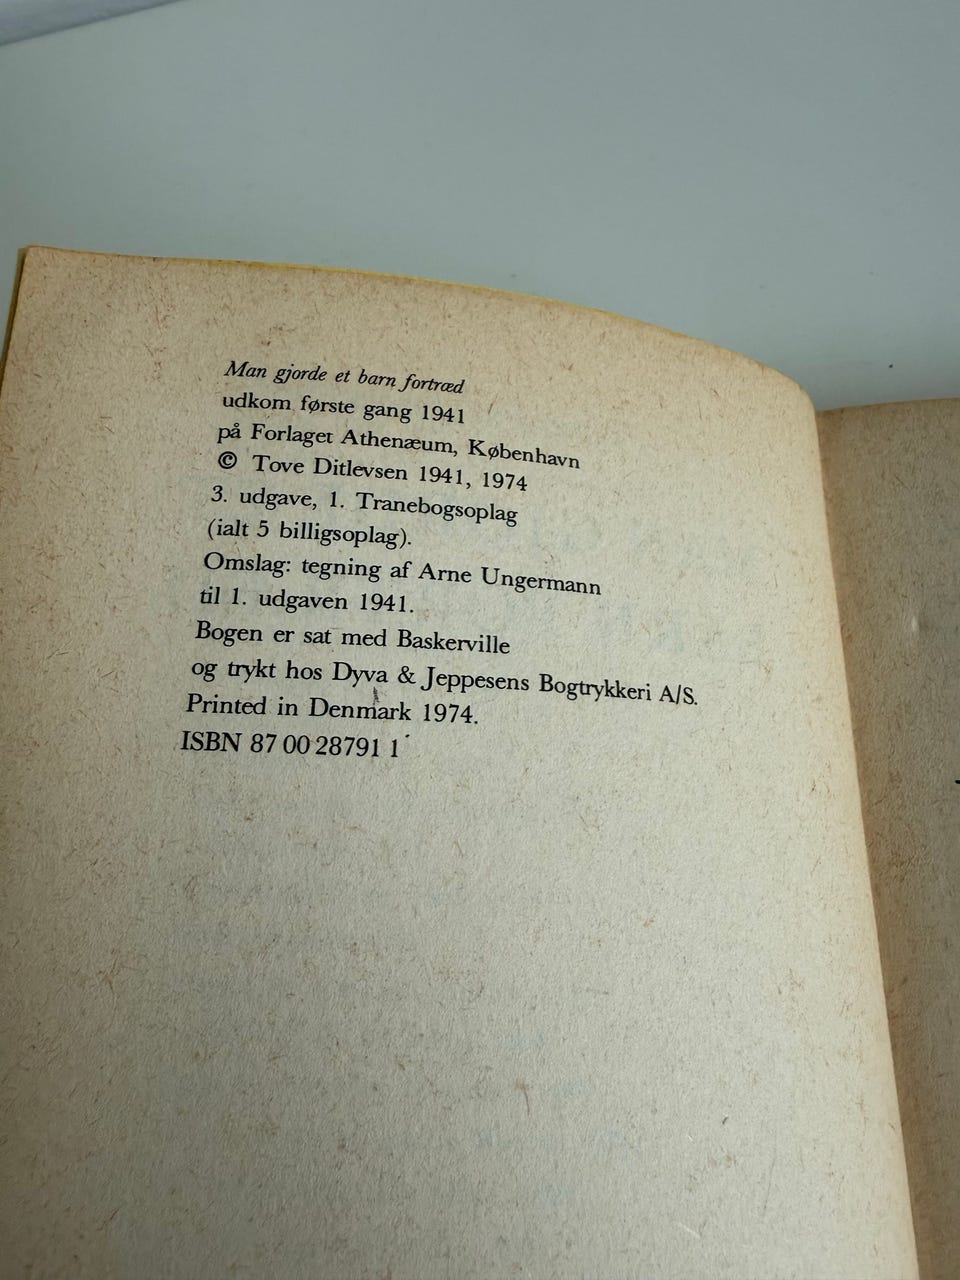 Man gjorde et barn fortræd
udkom første gang 1941
på Forlaget Athenæum, København
© Tove Ditlevsen 1941, 1974
3. udgave, 1. Tranebogsoplag
(ialt 5 billigsoplag).
Omslag: tegning af Arne Ungermann
til 1. udgaven 1941.
Bogen er sat med Baskerville
og trykt hos Dyva & Jeppesens Bogtrykkeri A/S.
Printed in Denmark 1974.
ISBN 87 00 28791 1